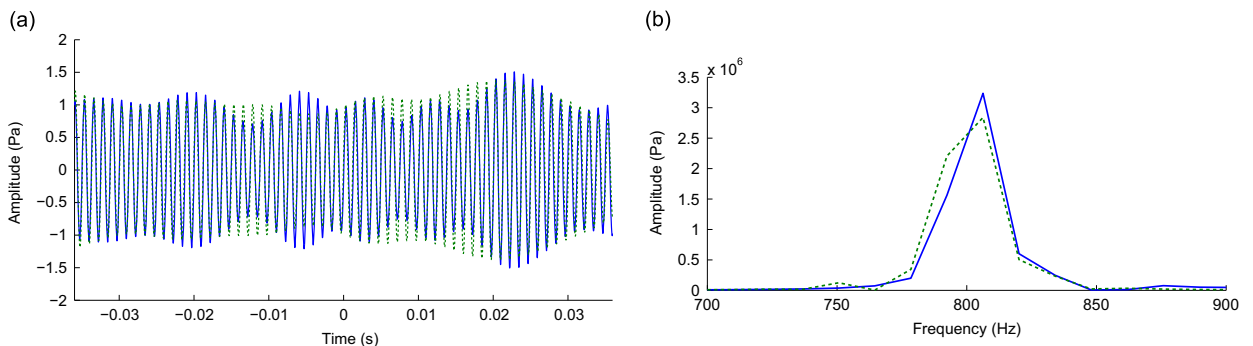 (a)
2
1.5
1
0.5
0
−0.5
−1
−1.5
−2
Amplitude (Pa)
−0.03 −0.02 −0.01 0 0.01 0.02 0.03
Time (s)
(b)
x 10^6
3.5
3
2.5
2
1.5
1
0.5
0
Amplitude (Pa)
700 750 800 850 900
Frequency (Hz)